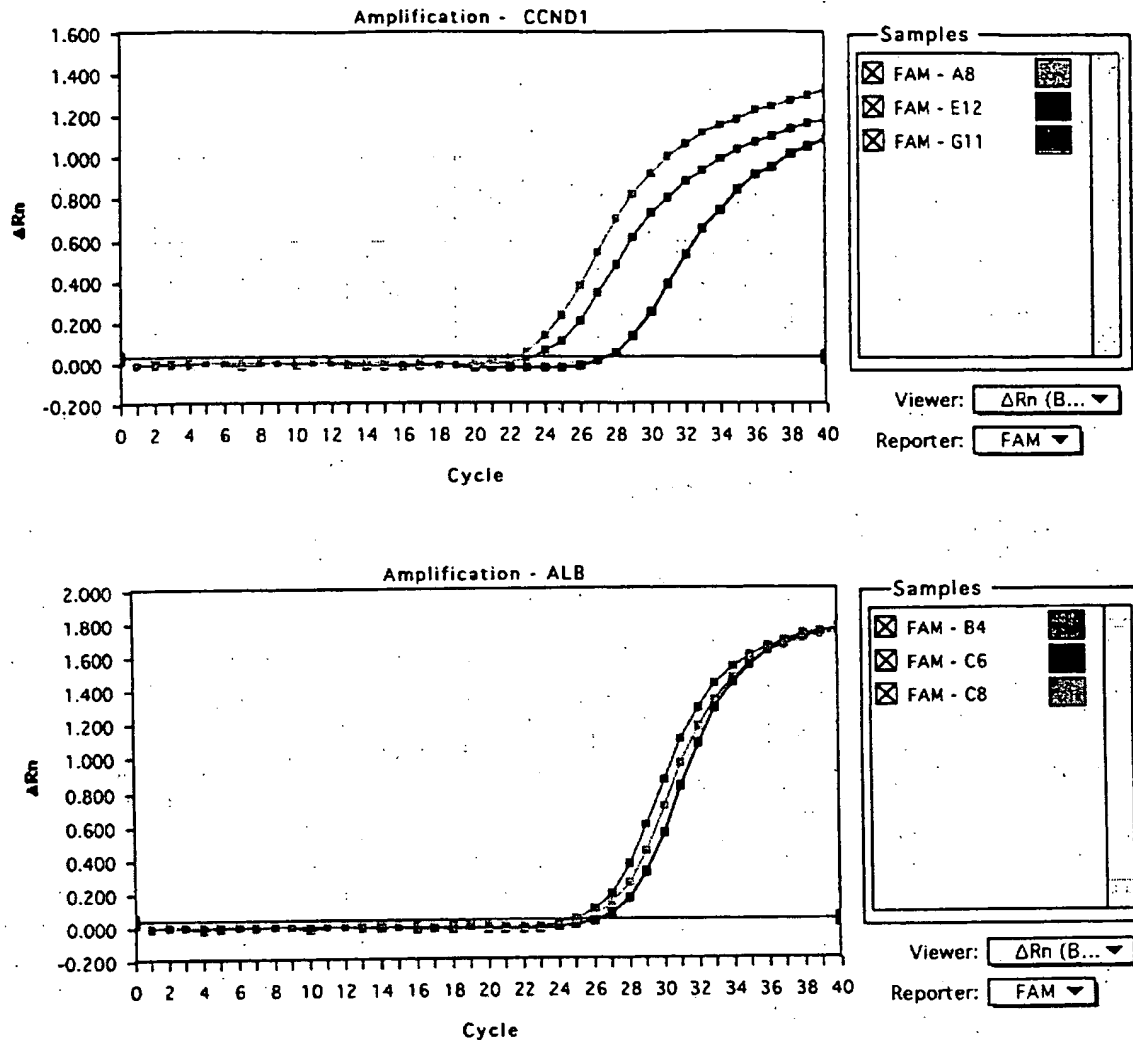 Amplification - CCND1
1.600
1.400
1.200
1.000
0.800
0.600
0.400
0.200
0.000
-0.200
ΔRn
0 2 4 6 8 10 12 14 16 18 20 22 24 26 28 30 32 34 36 38 40
Cycle
Samples
FAM - A8
FAM - E12
FAM - G11
Viewer: ΔRn (B...
Reporter: FAM
Amplification - ALB
2.000
1.800
1.600
1.400
1.200
1.000
0.800
0.600
0.400
0.200
0.000
-0.200
ΔRn
0 2 4 6 8 10 12 14 16 18 20 22 24 26 28 30 32 34 36 38 40
Cycle
Samples
FAM - B4
FAM - C6
FAM - C8
Viewer: ΔRn (B...
Reporter: FAM